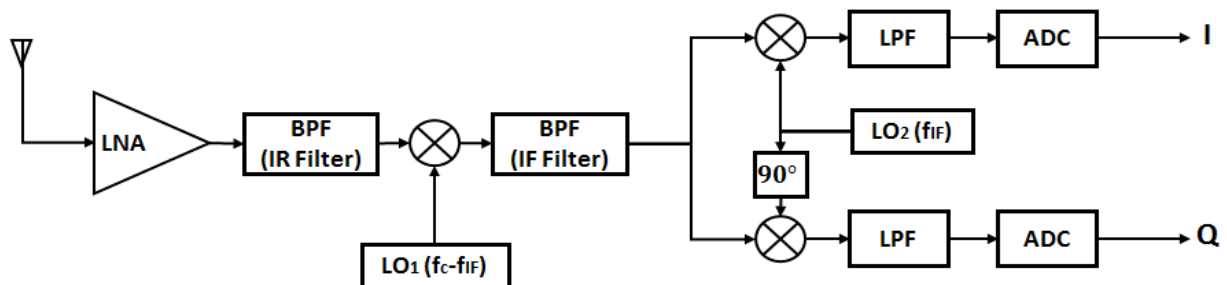 LPF
ADC
I
LNA
BPF
(IR Filter)
BPF
(IF Filter)
LO2 (fIF)
90°
LO1 (fc-fIF)
LPF
ADC
Q